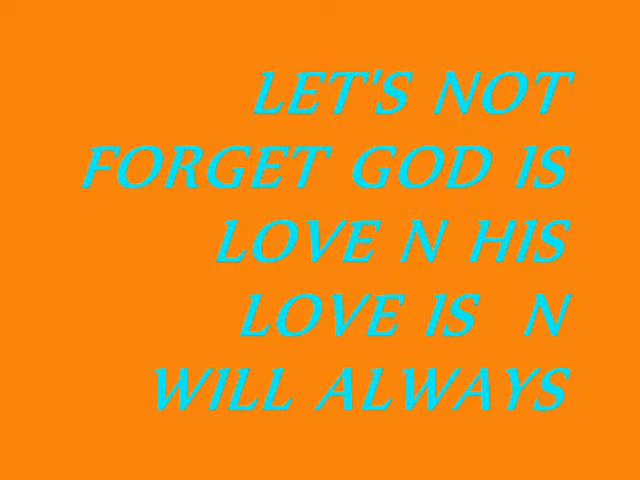 LET'S NOT
FORGET GOD IS
LOVE N HIS
LOVE IS  N
WILL ALWAYS